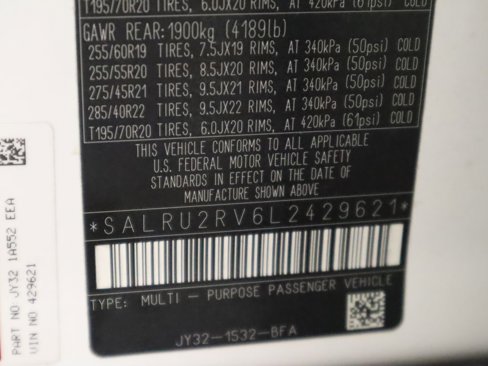 T195/70R20 TIRES, 6.0JX20 RIMS, AT 420kPa (61psi) COLD
GAWR REAR: 1900kg (4189lb)
255/60R19 TIRES, 7.5JX19 RIMS, AT 340kPa (50psi) COLD
255/55R20 TIRES, 8.5JX20 RIMS, AT 340kPa (50psi) COLD
275/45R21 TIRES, 9.5JX21 RIMS, AT 340kPa (50psi) COLD
285/40R22 TIRES, 9.5JX22 RIMS, AT 340kPa (50psi) COLD
T195/70R20 TIRES, 6.0JX20 RIMS, AT 420kPa (61psi) COLD
THIS VEHICLE CONFORMS TO ALL APPLICABLE
U.S. FEDERAL MOTOR VEHICLE SAFETY
STANDARDS IN EFFECT ON THE DATE OF
MANUFACTURE SHOWN ABOVE
*SALRU2RV6L2429621*
TYPE: MULTI - PURPOSE PASSENGER VEHICLE
JY32-1532-BFA
PART NO JY32 1A552 EEA
VIN NO 429621